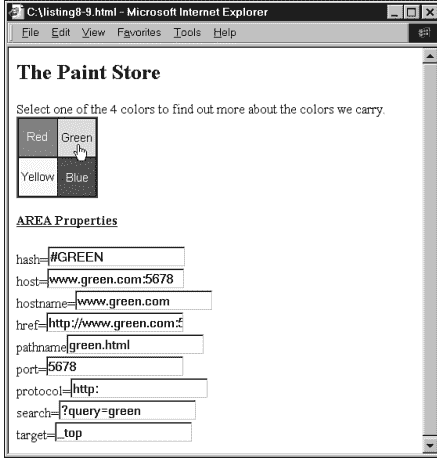 C:\listing8-9.html - Microsoft Internet Explorer
File Edit View Favorites Tools Help
The Paint Store
Select one of the 4 colors to find out more about the colors we carry.
Red Green
Yellow Blue
AREA Properties
hash=#GREEN
host=www.green.com:5678
hostname=www.green.com
href=http://www.green.com:5
pathnamegreen.html
port=5678
protocol=http:
search=?query=green
target=_top